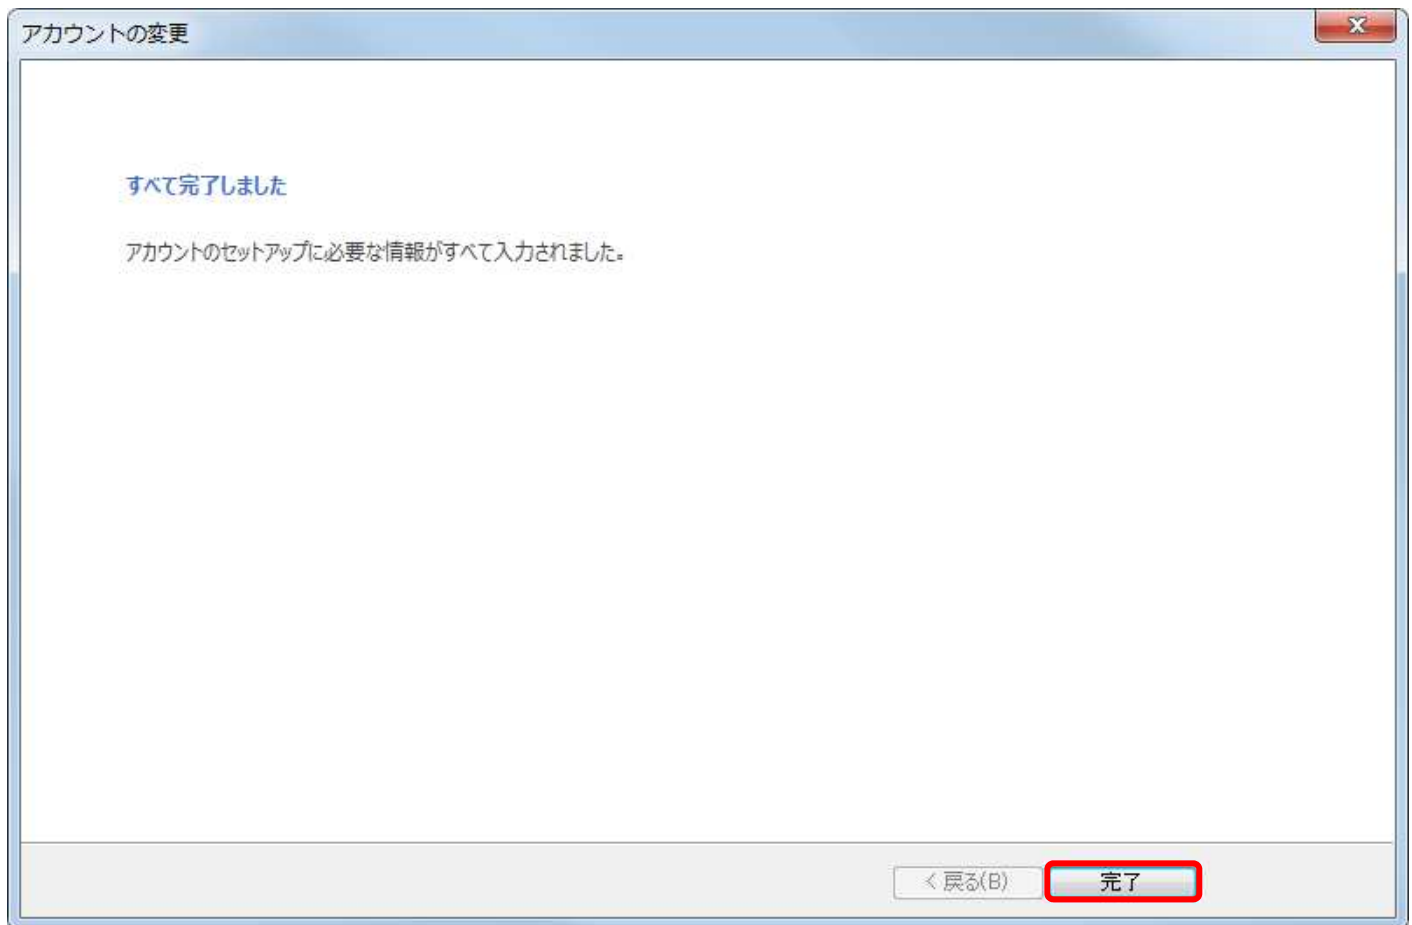 アカウントの変更
すべて完了しました
アカウントのセットアップに必要な情報がすべて入力されました。
< 戻る(B)
完了